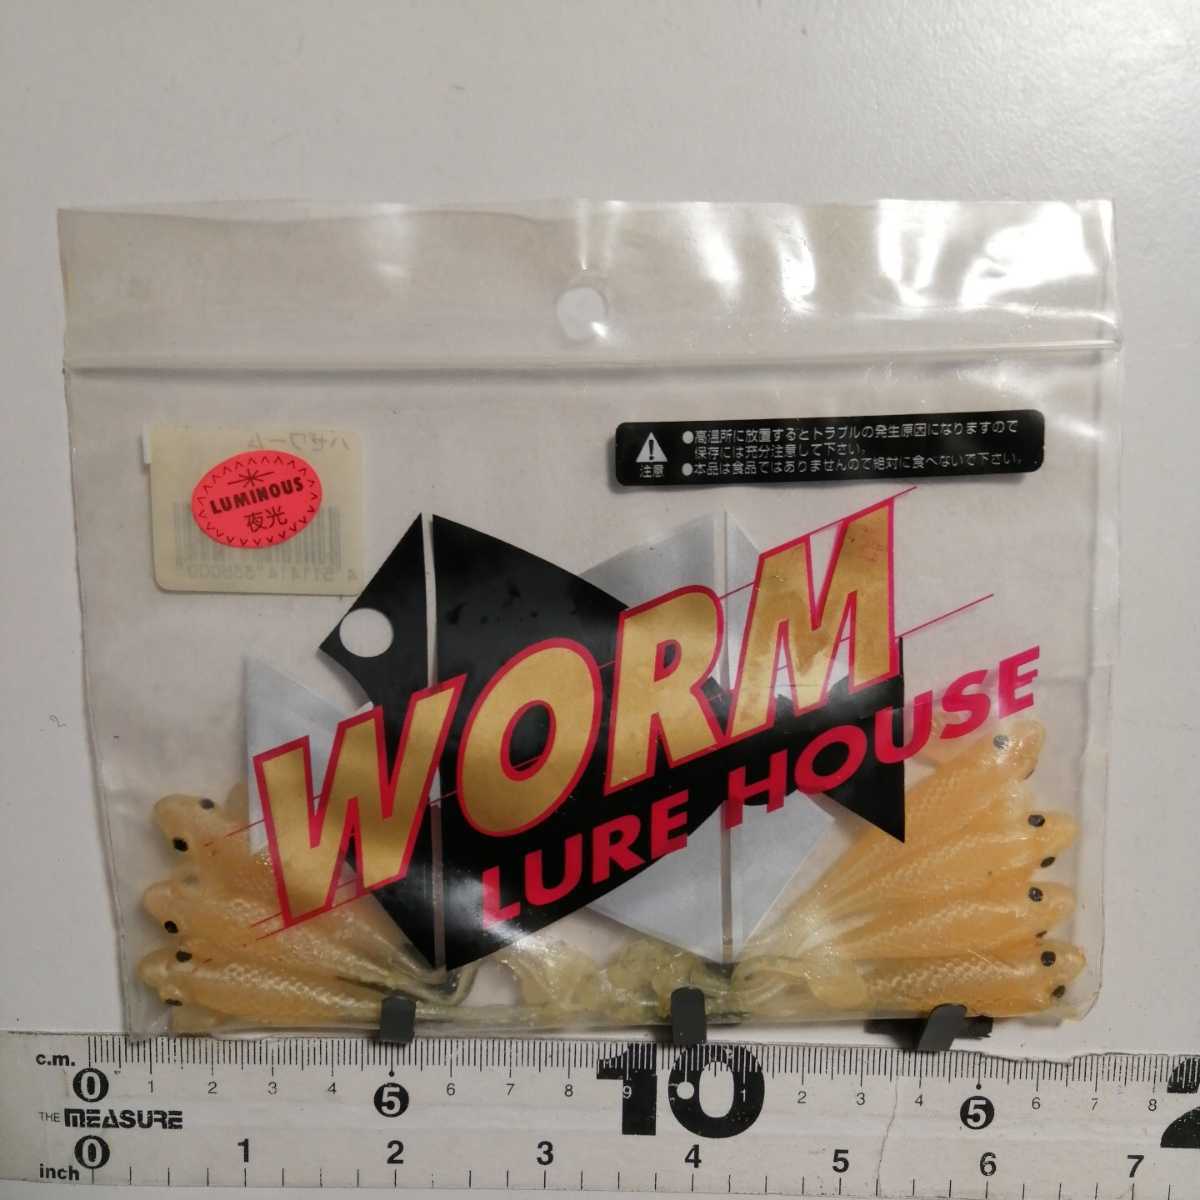 ハゼワーム
LUMINOUS
夜光
注意
●高温所に放置するとトラブルの発生原因になりますので
保存には充分注意して下さい。
●本品は食品ではありませんので絶対に食べないで下さい。
WORM
LURE HOUSE
c.m. 0 1 2 3 4 5 6 7 8 9 10 1 2 3 4 5 6 7 8 2
THE MEASURE
inch 0 1 2 3 4 5 6 7